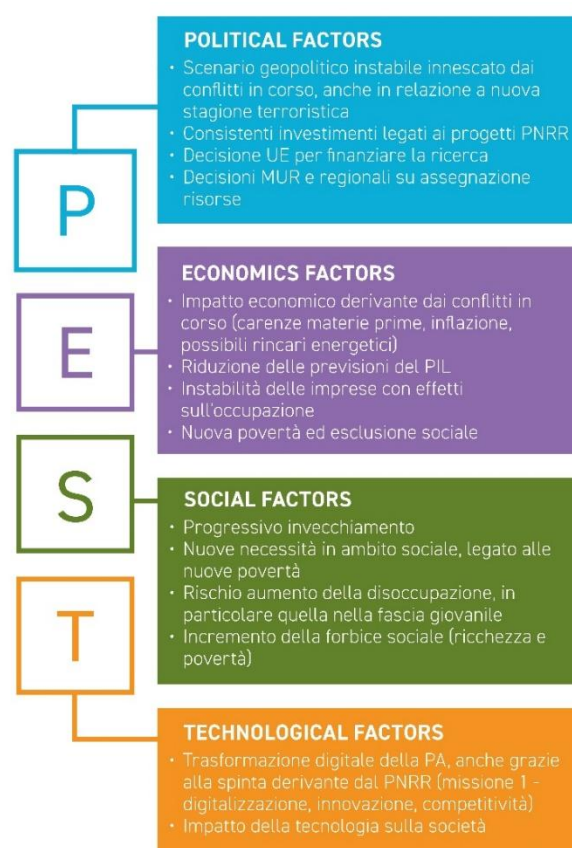 P
POLITICAL FACTORS
• Scenario geopolitico instabile innescato dai
conflitti in corso, anche in relazione a nuova
stagione terroristica
• Consistenti investimenti legati ai progetti PNRR
• Decisione UE per finanziare la ricerca
• Decisioni MUR e regionali su assegnazione
risorse
E
ECONOMICS FACTORS
• Impatto economico derivante dai conflitti in
corso (carenze materie prime, inflazione,
possibili rincari energetici)
• Riduzione delle previsioni del PIL
• Instabilità delle imprese con effetti
sull'occupazione
• Nuova povertà ed esclusione sociale
S
SOCIAL FACTORS
• Progressivo invecchiamento
• Nuove necessità in ambito sociale, legato alle
nuove povertà
• Rischio aumento della disoccupazione, in
particolare quella nella fascia giovanile
• Incremento della forbice sociale (ricchezza e
povertà)
T
TECHNOLOGICAL FACTORS
• Trasformazione digitale della PA, anche grazie
alla spinta derivante dal PNRR (missione 1 -
digitalizzazione, innovazione, competitività)
• Impatto della tecnologia sulla società